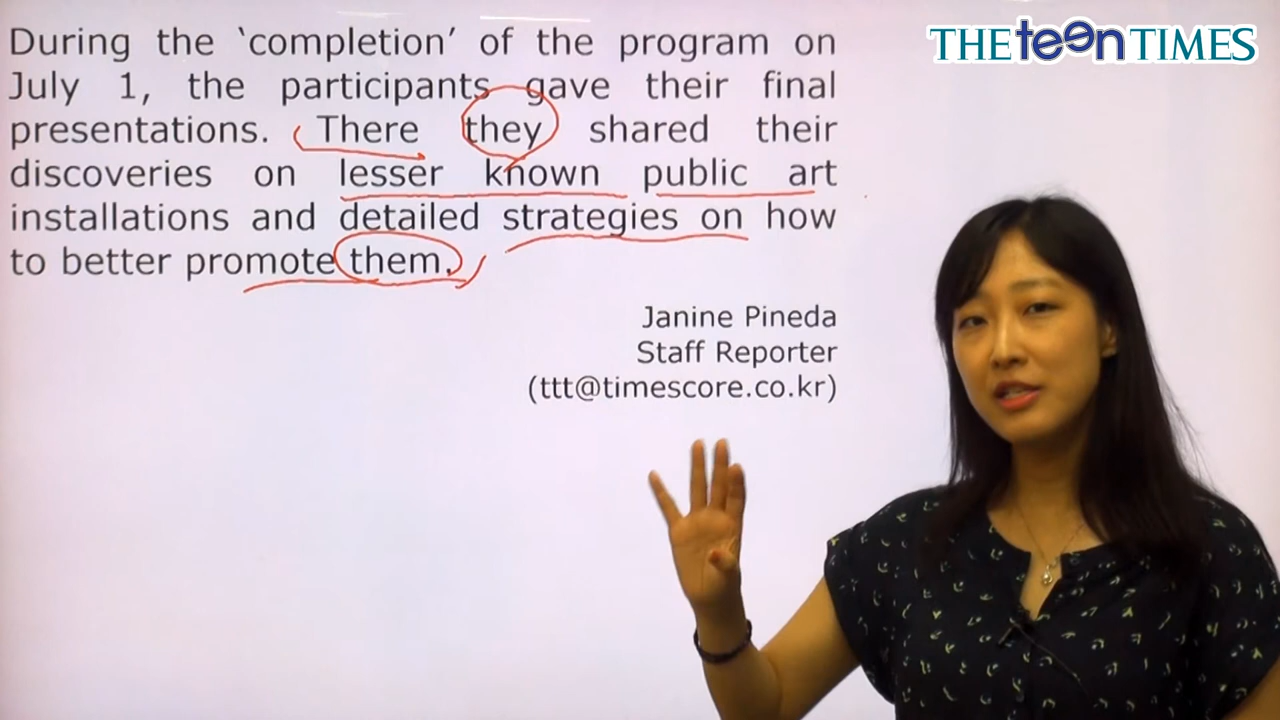 THE teen TIMES
During the ‘completion’ of the program on
July 1, the participants gave their final
presentations. There they shared their
discoveries on lesser known public art
installations and detailed strategies on how
to better promote them.
Janine Pineda
Staff Reporter
(ttt@timescore.co.kr)